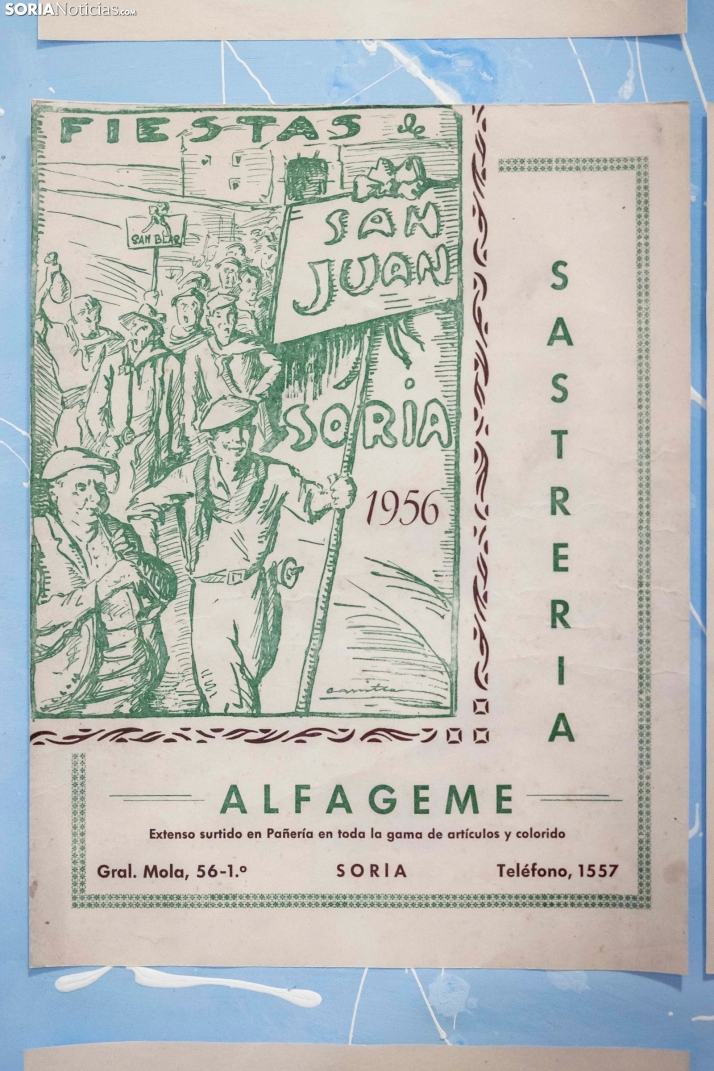 SORIANoticias.com
FIESTAS de
SAN
JUAN
SAN BLAS
SORIA
1956
SASTRERIA
ALFAGEME
Extenso surtido en Pañería en toda la gama de artículos y colorido
Gral. Mola, 56-1.º SORIA Teléfono, 1557